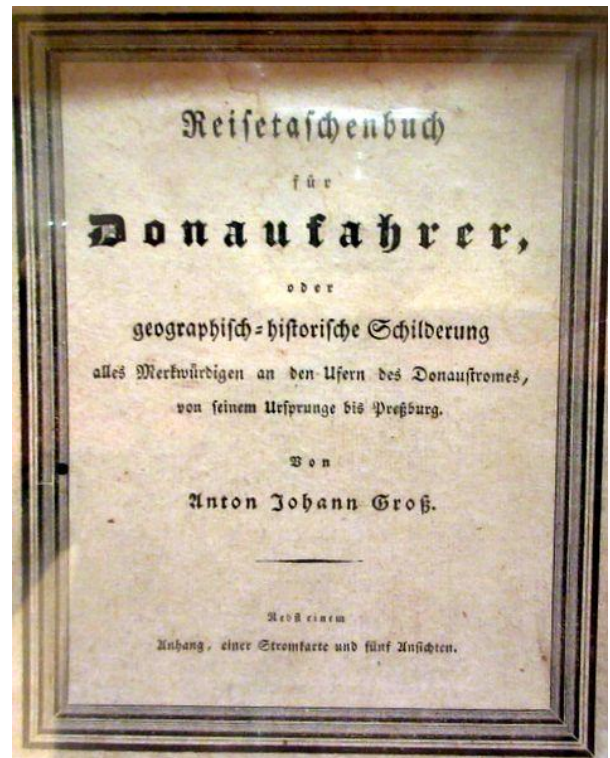 Reiſetaſchenbuch
für
Donaufahrer,
oder
geographiſch-hiſtoriſche Schilderung
alles Merkwürdigen an den Ufern des Donauſtromes,
von ſeinem Urſprunge bis Preßburg.
Von
Anton Johann Groß.
Nebſt einem
Anhang, einer Stromkarte und fünf Anſichten.